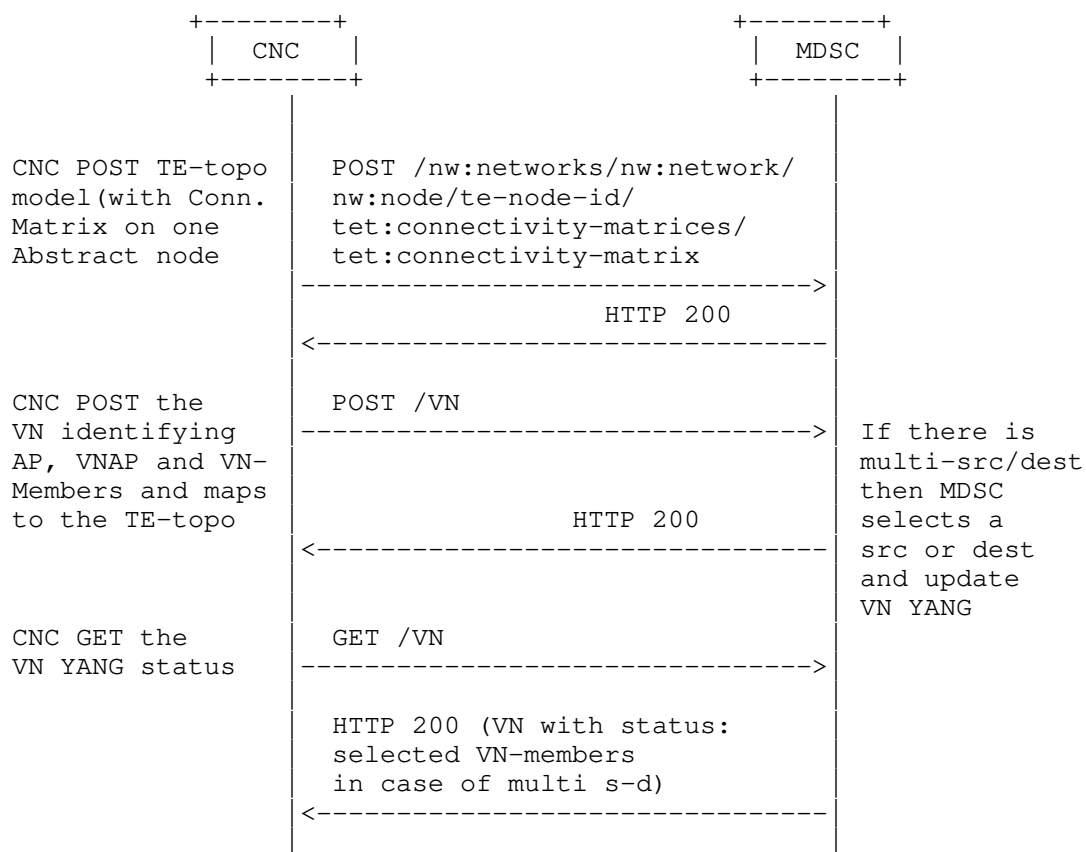 CNC MDSC
CNC POST TE-topo POST /nw:networks/nw:network/
model(with Conn. nw:node/te-node-id/
Matrix on one tet:connectivity-matrices/
Abstract node tet:connectivity-matrix
HTTP 200
CNC POST the POST /VN
VN identifying If there is
AP, VNAP and VN- multi-src/dest
Members and maps then MDSC
to the TE-topo HTTP 200 selects a
src or dest
and update
VN YANG
CNC GET the GET /VN
VN YANG status
HTTP 200 (VN with status:
selected VN-members
in case of multi s-d)